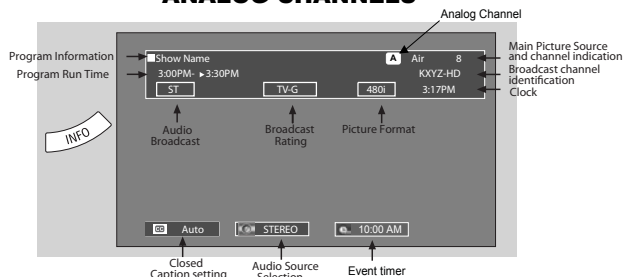 ANALOG CHANNELS
Analog Channel
Program Information
Show Name
A
Air 8
Main Picture Source
and channel indication
Program Run Time
3:00PM- ▸3:30PM
KXYZ-HD
Broadcast channel
identification
ST
TV-G
480i
3:17PM
Clock
INFO
Audio
Broadcast
Broadcast
Rating
Picture Format
CC Auto
STEREO
10:00 AM
Closed
Caption setting
Audio Source
Selection
Event timer